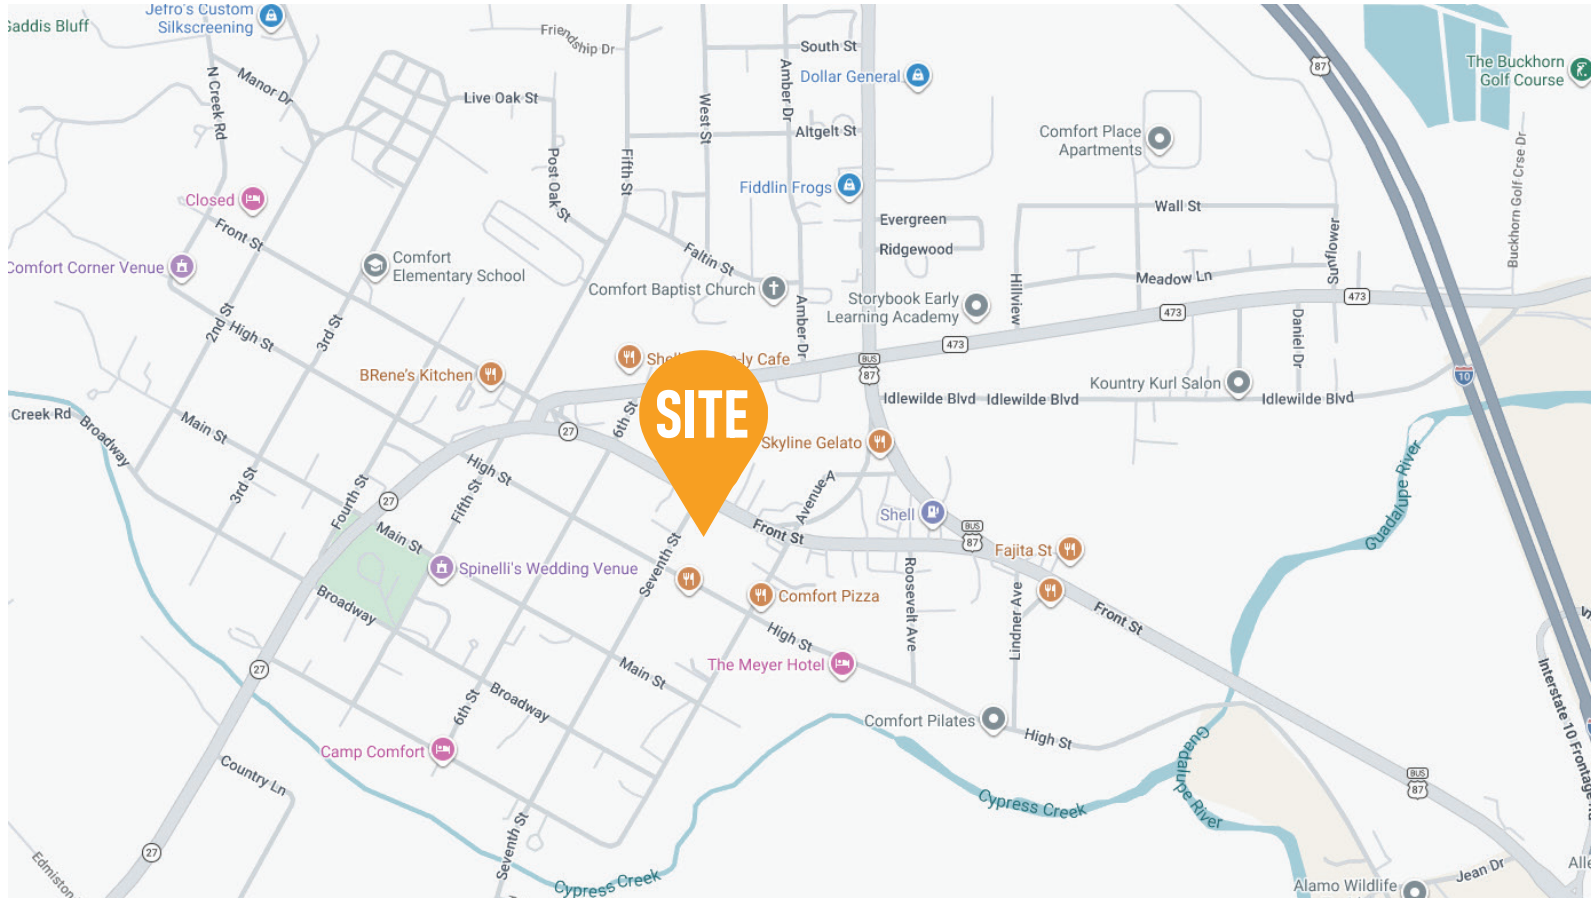 Jefro's Custom
Silkscreening
Gaddis Bluff
Friendship Dr
South St
87
The Buckhorn
Golf Course
Dollar General
Manor Dr
N Creek Rd
Live Oak St
West St
Amber Dr
Altgelt St
Comfort Place
Apartments
Buckhorn Golf Crse Dr
Fifth St
Post Oak St
Closed
Fiddlin Frogs
Wall St
Evergreen
Ridgewood
Front St
Comfort
Elementary School
Comfort Corner Venue
Faltin St
Sunflower
Meadow Ln
Comfort Baptist Church
Storybook Early
Learning Academy
Hillview
473
473
473
2nd St
High St
3rd St
Amber Dr
Daniel Dr
BUS
87
BRene's Kitchen
10
Kountry Kurl Salon
Idlewilde Blvd
Idlewilde Blvd
Idlewilde Blvd
SITE
Creek Rd
Broadway
Main St
27
6th St
Skyline Gelato
High St
3rd St
Fourth St
27
Fifth St
Avenue A
Guadalupe River
Shell
Main St
Front St
BUS
87
Fajita St
Seventh St
Spinelli's Wedding Venue
Roosevelt Ave
Lindner Ave
Broadway
Comfort Pizza
Front St
High St
27
The Meyer Hotel
Main St
Interstate 10 Frontage Rd
Broadway
6th St
Comfort Pilates
High St
Camp Comfort
Country Ln
Guadalupe River
BUS
87
Cypress Creek
Seventh St
27
Edmiston
Cypress Creek
Jean Dr
Alamo Wildlife